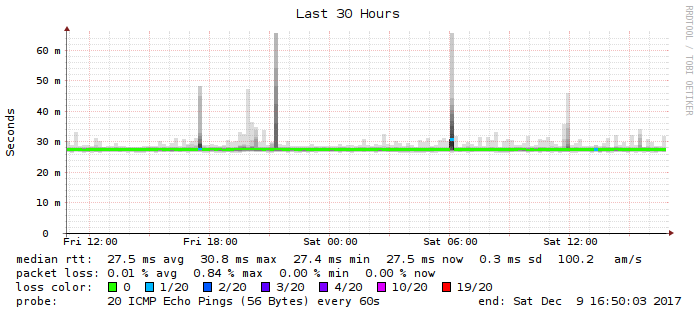 Last 30 Hours
RRDTOOL / TOBI OETIKER
Seconds
60 m
50 m
40 m
30 m
20 m
10 m
0
Fri 12:00 Fri 18:00 Sat 00:00 Sat 06:00 Sat 12:00
median rtt: 27.5 ms avg 30.8 ms max 27.4 ms min 27.5 ms now 0.3 ms sd 100.2 am/s
packet loss: 0.01 % avg 0.84 % max 0.00 % min 0.00 % now
loss color: 0 1/20 2/20 3/20 4/20 10/20 19/20
probe: 20 ICMP Echo Pings (56 Bytes) every 60s end: Sat Dec 9 16:50:03 2017